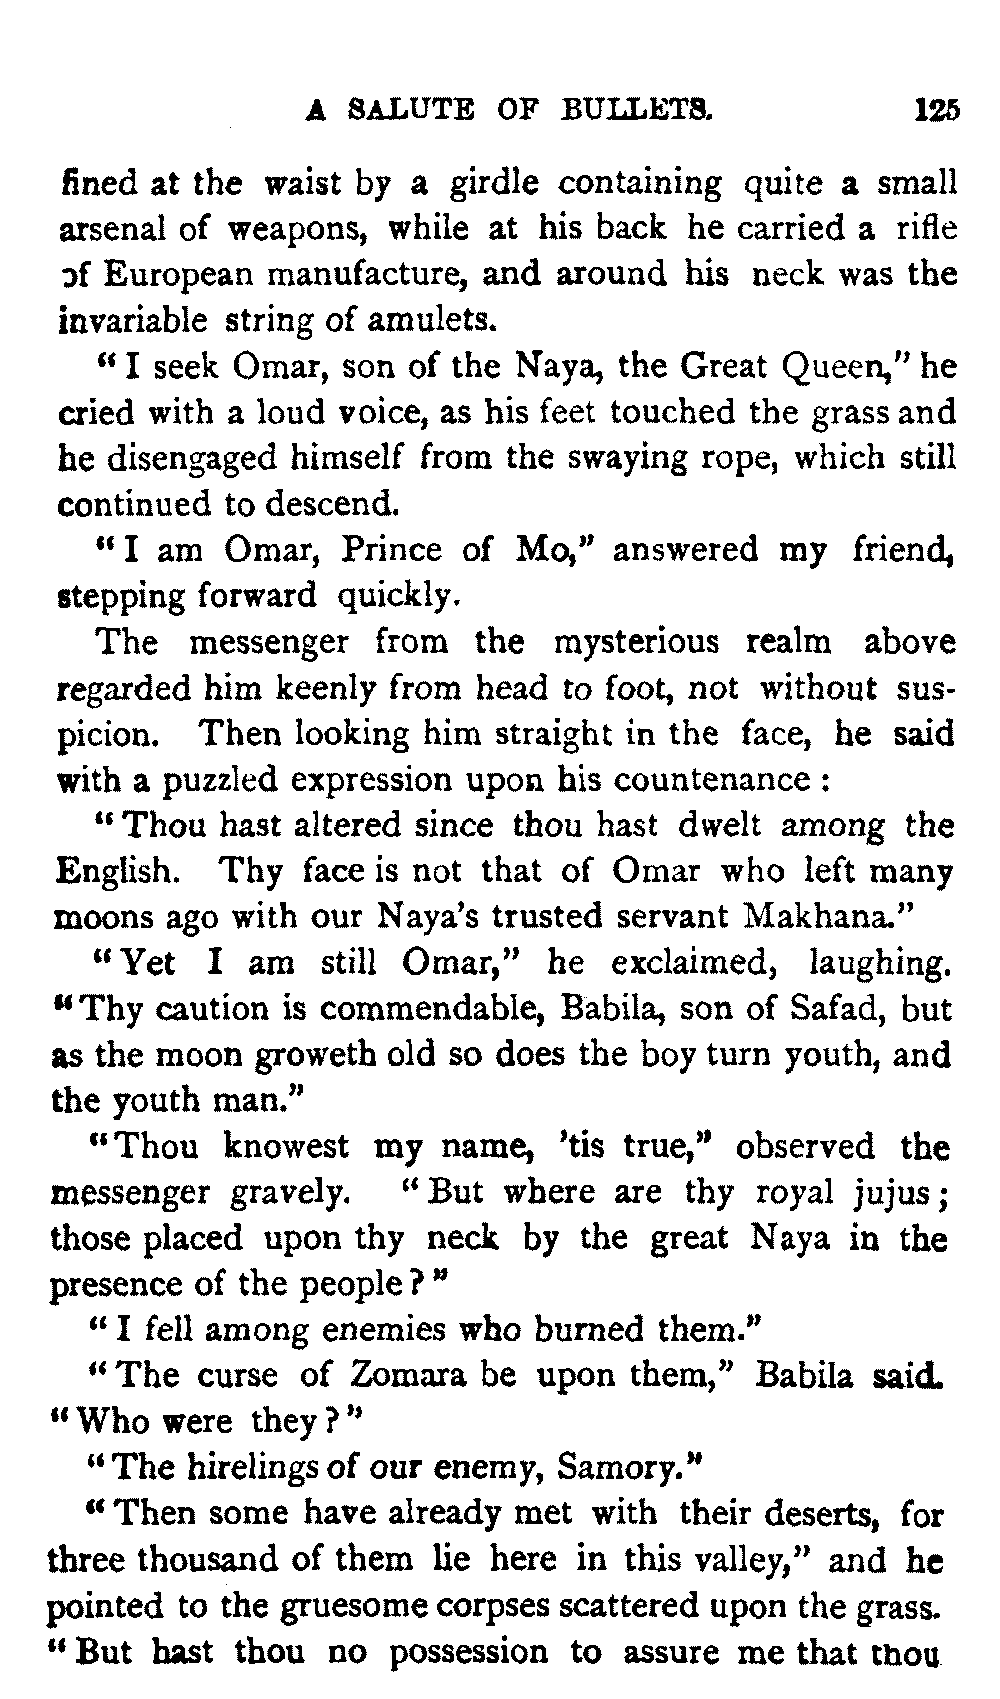 A SALUTE OF BULLETS. 125
fined at the waist by a girdle containing quite a small
arsenal of weapons, while at his back he carried a rifle
of European manufacture, and around his neck was the
invariable string of amulets.
“I seek Omar, son of the Naya, the Great Queen,” he
cried with a loud voice, as his feet touched the grass and
he disengaged himself from the swaying rope, which still
continued to descend.
“I am Omar, Prince of Mo,” answered my friend,
stepping forward quickly.
The messenger from the mysterious realm above
regarded him keenly from head to foot, not without sus-
picion. Then looking him straight in the face, he said
with a puzzled expression upon his countenance :
“Thou hast altered since thou hast dwelt among the
English. Thy face is not that of Omar who left many
moons ago with our Naya’s trusted servant Makhana.”
“Yet I am still Omar,” he exclaimed, laughing.
“Thy caution is commendable, Babila, son of Safad, but
as the moon groweth old so does the boy turn youth, and
the youth man.”
“Thou knowest my name, ’tis true,” observed the
messenger gravely. “But where are thy royal jujus ;
those placed upon thy neck by the great Naya in the
presence of the people?”
“I fell among enemies who burned them.”
“The curse of Zomara be upon them,” Babila said.
“Who were they?”
“The hirelings of our enemy, Samory.”
“Then some have already met with their deserts, for
three thousand of them lie here in this valley,” and he
pointed to the gruesome corpses scattered upon the grass.
“But hast thou no possession to assure me that thou